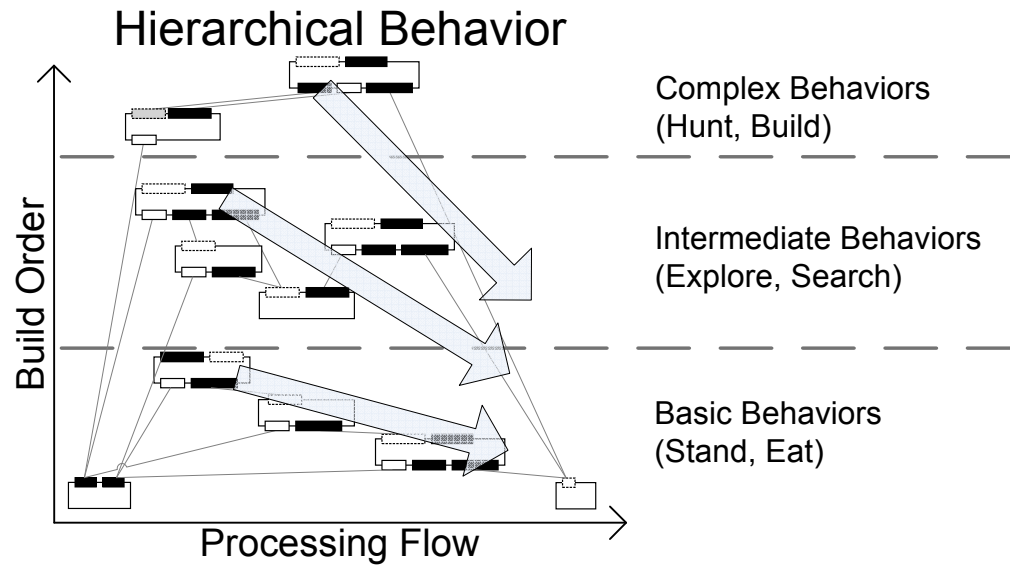 Hierarchical Behavior
Complex Behaviors
(Hunt, Build)
Build Order
Intermediate Behaviors
(Explore, Search)
Basic Behaviors
(Stand, Eat)
Processing Flow